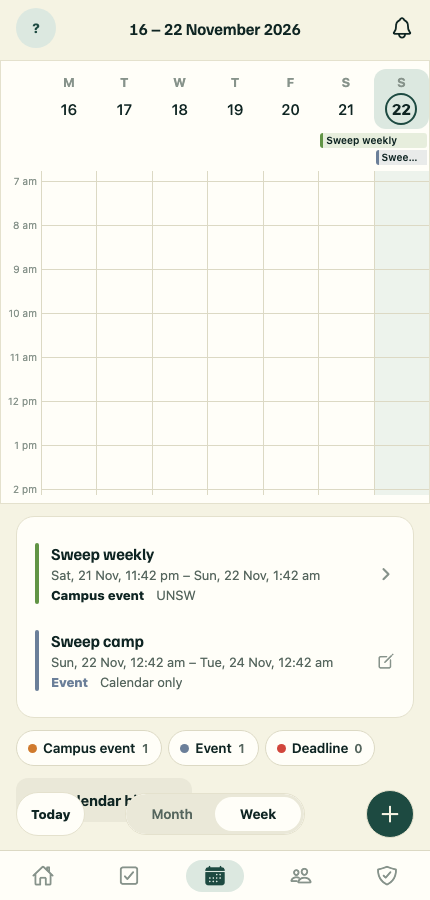 ?
16 – 22 November 2026
M T W T F S S
16 17 18 19 20 21 22
Sweep weekly
Swee...
7 am
8 am
9 am
10 am
11 am
12 pm
1 pm
2 pm
Sweep weekly
Sat, 21 Nov, 11:42 pm – Sun, 22 Nov, 1:42 am
Campus event UNSW
Sweep camp
Sun, 22 Nov, 12:42 am – Tue, 24 Nov, 12:42 am
Event Calendar only
Campus event 1 Event 1 Deadline 0
Today Month Week